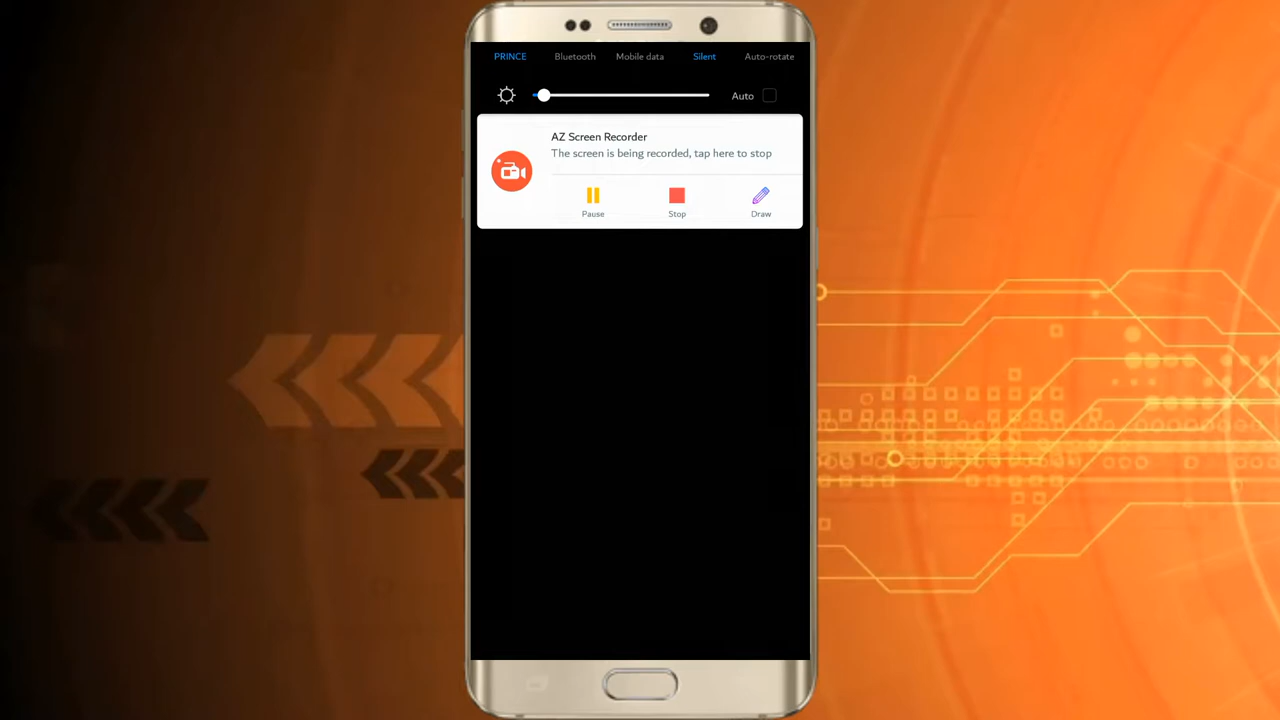 PRINCE Bluetooth Mobile data Silent Auto-rotate
Auto
AZ Screen Recorder
The screen is being recorded, tap here to stop
Pause Stop Draw